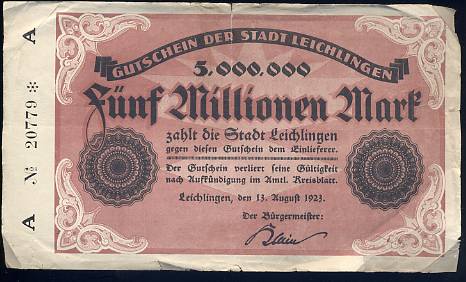 GUTSCHEIN DER STADT LEICHLINGEN
5.000.000
Fünf Millionen Mark
zahlt die Stadt Leichlingen
gegen diesen Gutschein dem Einlieferer.
Der Gutschein verliert seine Gültigkeit
nach Aufkündigung im Amtl. Kreisblatt.
Leichlingen, den 13. August 1923.
Der Bürgermeister:
Klein
A № 20779 ✻ A